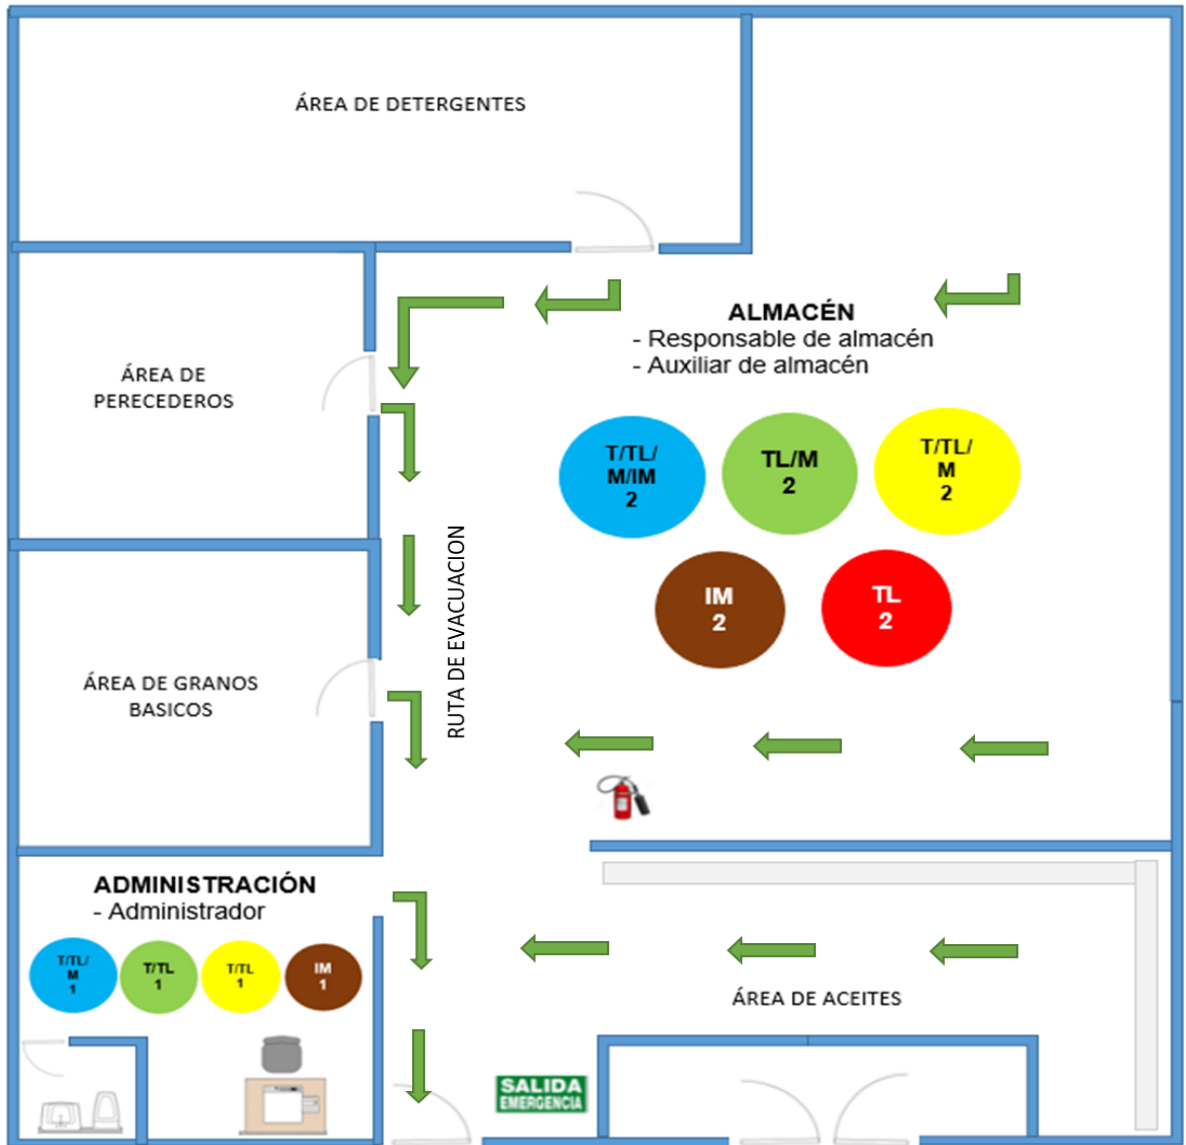 ÁREA DE DETERGENTES
ALMACÉN
- Responsable de almacén
- Auxiliar de almacén
ÁREA DE
PERECEDEROS
T/TL/
M/IM
2
TL/M
2
T/TL/
M
2
IM
2
TL
2
RUTA DE EVACUACION
ÁREA DE GRANOS
BASICOS
ADMINISTRACIÓN
- Administrador
T/TL/
M
1
T/TL
1
T/TL
1
IM
1
ÁREA DE ACEITES
SALIDA
EMERGENCIA